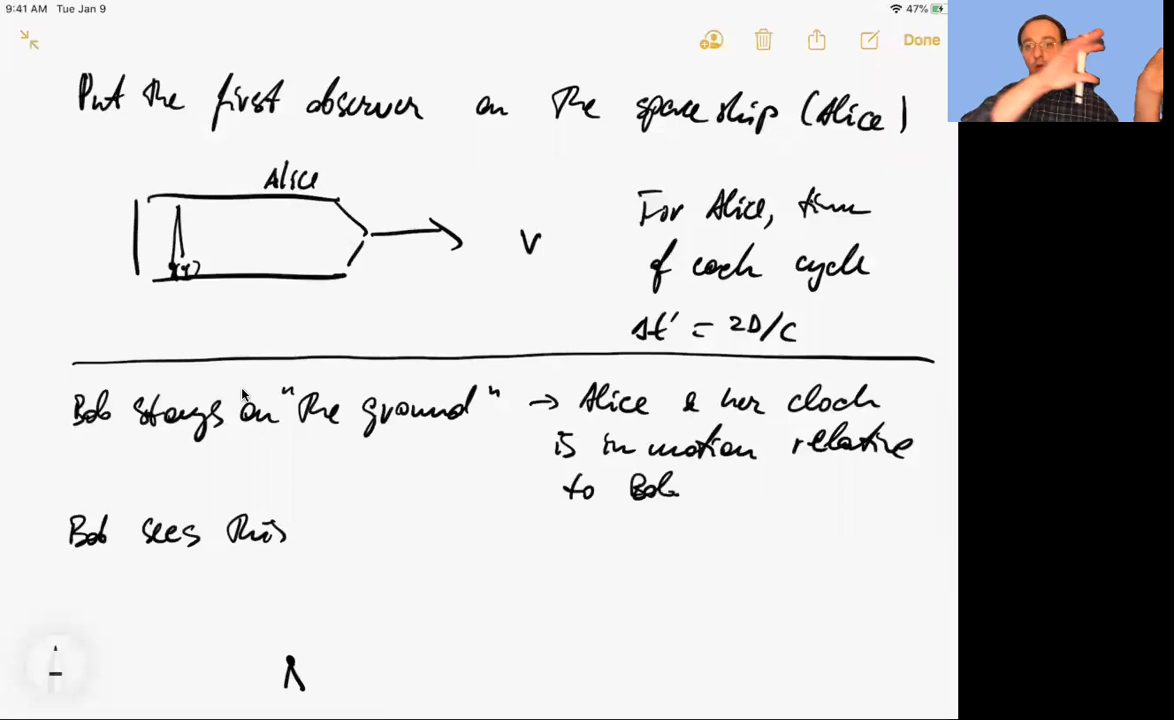 9:41 AM Tue Jan 9
47%
Done
Put the first observer on the spaceship (Alice)
Alice
V
For Alice, time
of each cycle
Δt' = 2D/C
Bob stays on "the ground" → Alice & her clock
is in motion relative
to Bob
Bob sees this